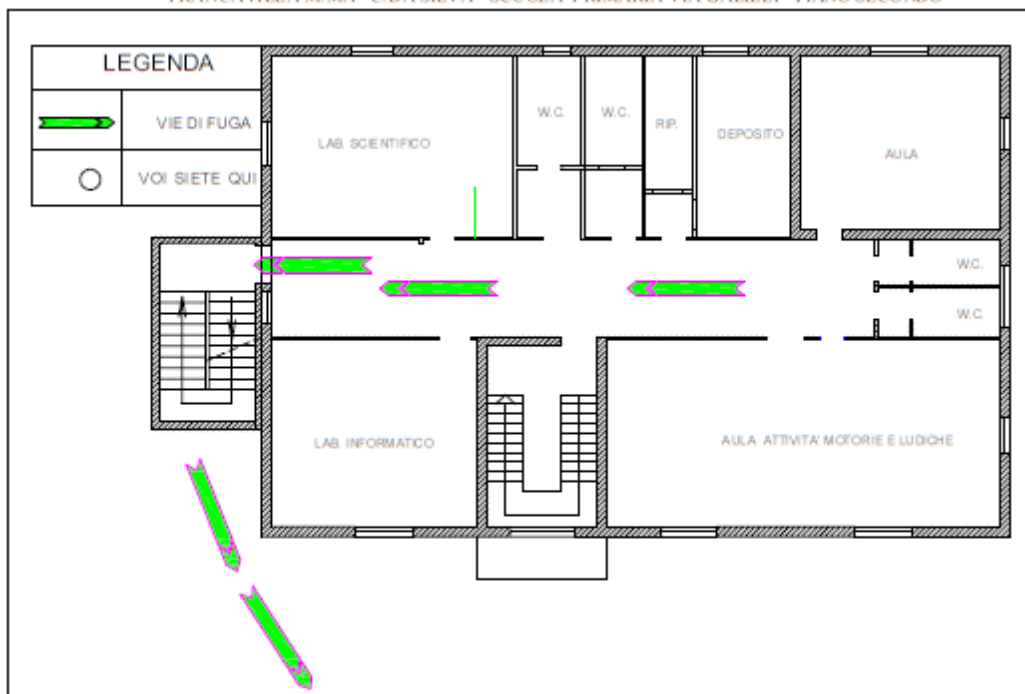 LEGENDA
VIE DI FUGA
VOI SIETE QUI
LAB. SCIENTIFICO
W.C.
W.C.
RIP.
DEPOSITO
AULA
W.C.
W.C.
LAB. INFORMATICO
AULA ATTIVITA' MOTORIE E LUDICHE